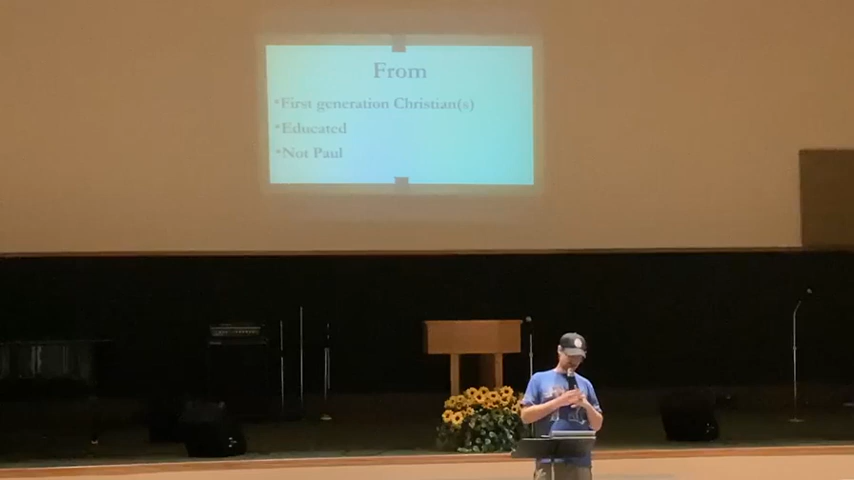 From
•First generation Christian(s)
•Educated
•Not Paul